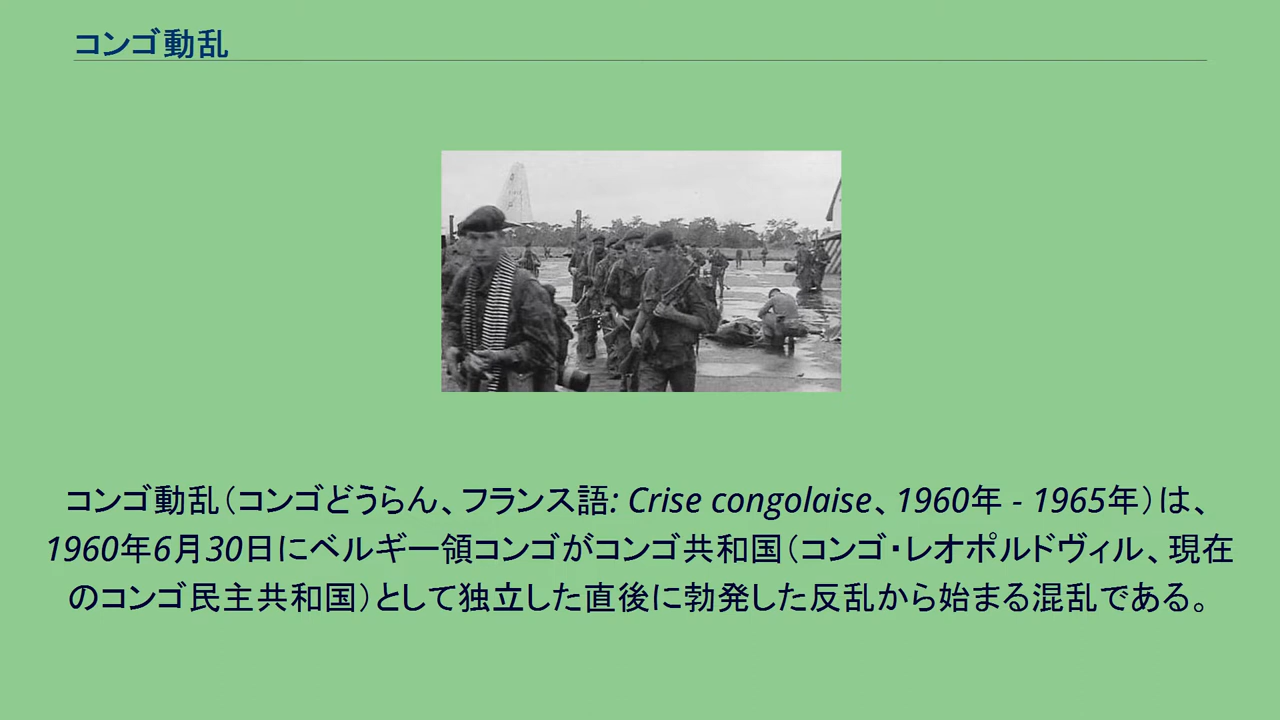 コンゴ動乱
コンゴ動乱（コンゴどうらん、フランス語: Crise congolaise、1960年 - 1965年）は、
1960年6月30日にベルギー領コンゴがコンゴ共和国（コンゴ・レオポルドヴィル、現在
のコンゴ民主共和国）として独立した直後に勃発した反乱から始まる混乱である。